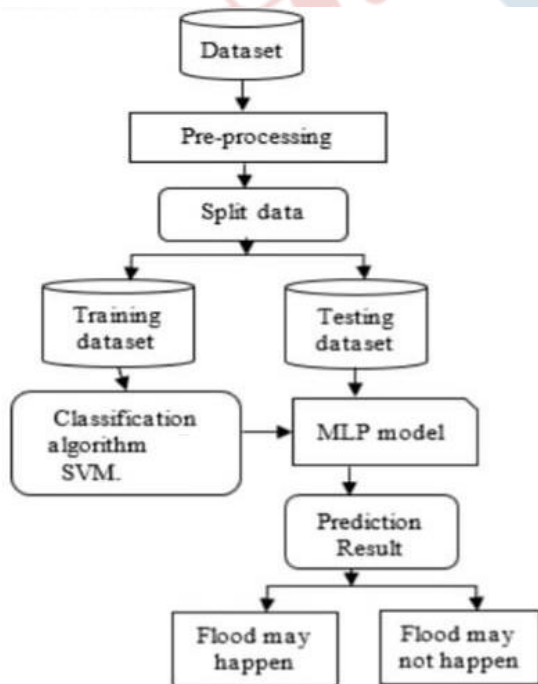 Dataset
Pre-processing
Split data
Training
dataset
Testing
dataset
Classification
algorithm
SVM.
MLP model
Prediction
Result
Flood may
happen
Flood may
not happen